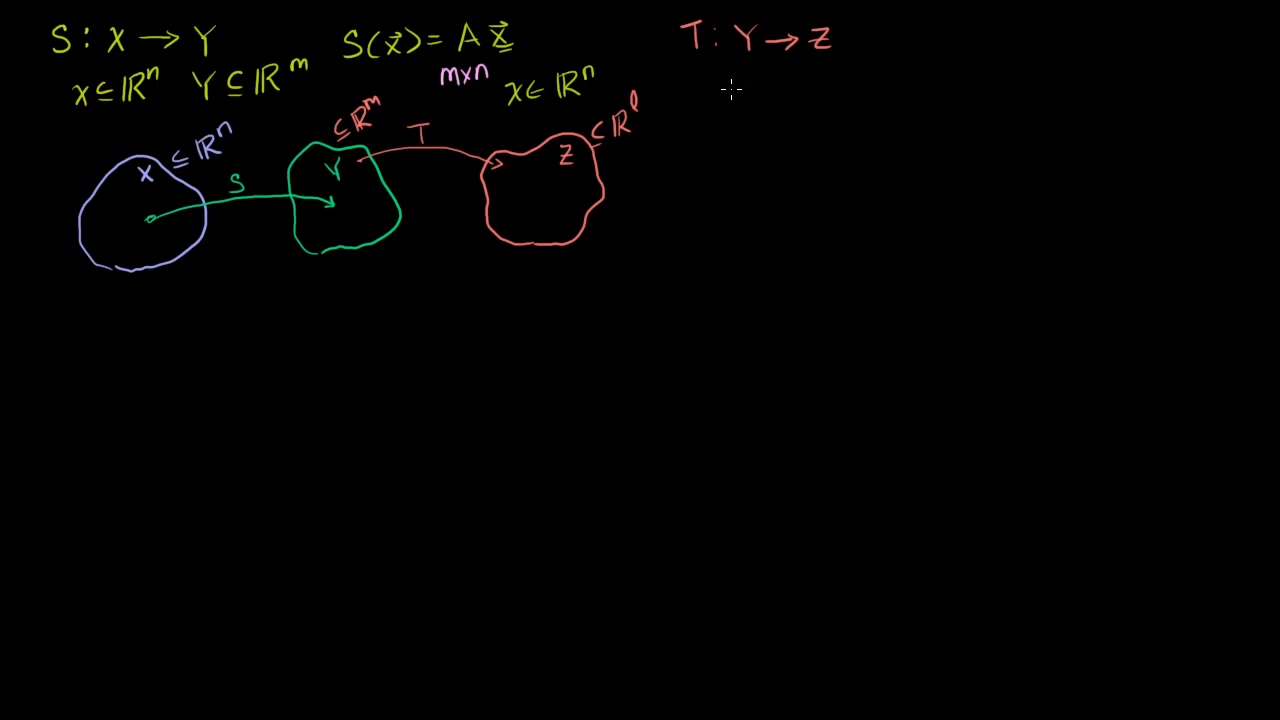 S : X → Y S(x⃗) = A x⃗ T : Y → Z
X ⊆ ℝⁿ Y ⊆ ℝᵐ m×n x ∈ ℝⁿ
X ⊆ ℝⁿ S Y ⊆ ℝᵐ T Z ⊆ ℝˡ